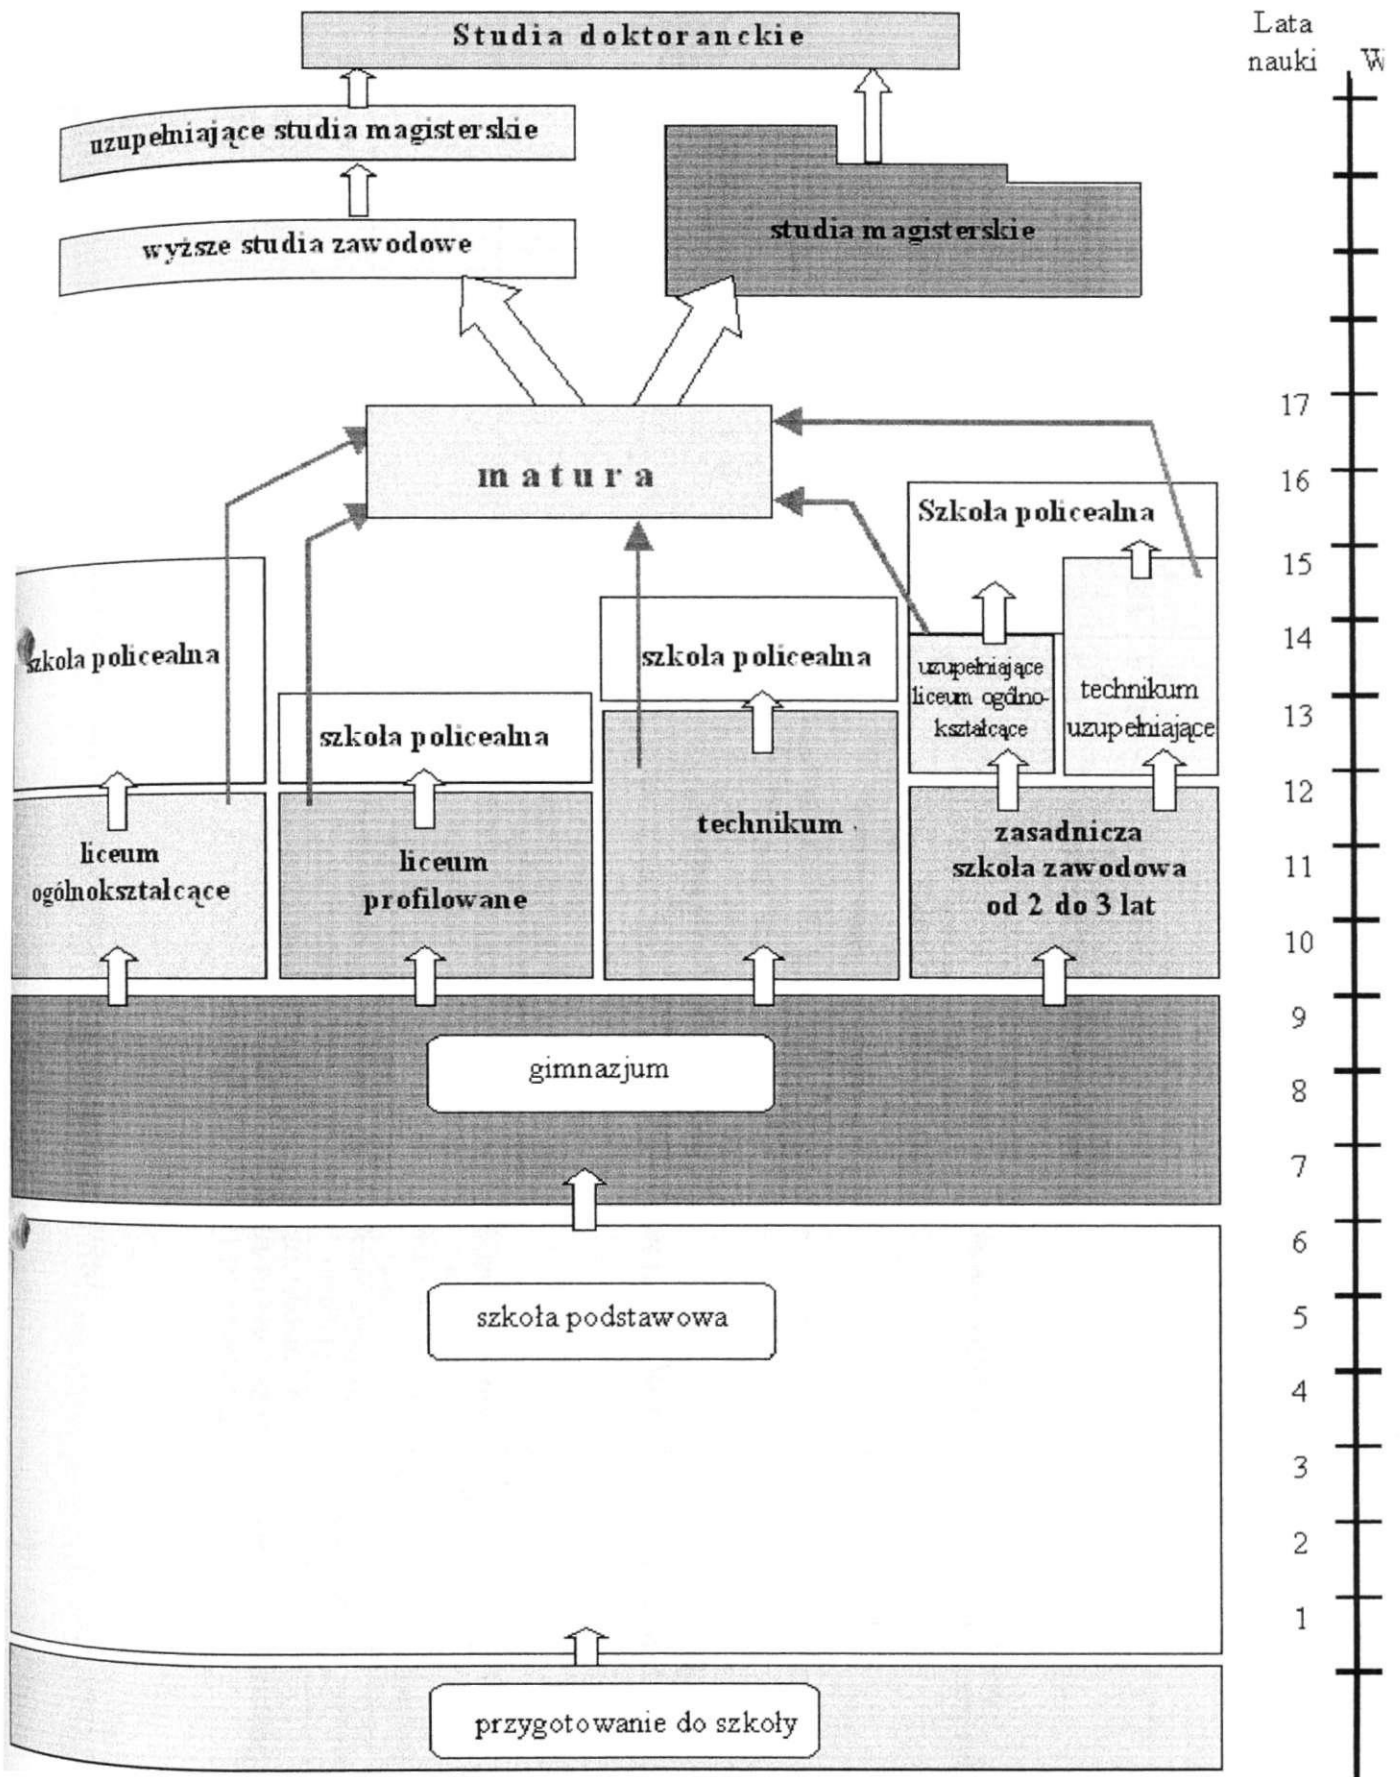 Studia doktoranckie
Lata
nauki
W
uzupełniające studia magisterskie
wyższe studia zawodowe
studia magisterskie
17
matura
16
Szkoła policealna
15
14
szkoła policealna
szkoła policealna
uzupełniające
liceum ogólno-
kształcące
technikum
uzupełniające
13
szkoła policealna
12
technikum
zasadnicza
szkoła zawodowa
od 2 do 3 lat
liceum
ogólnokształcące
liceum
profilowane
11
10
9
gimnazjum
8
7
6
szkoła podstawowa
5
4
3
2
1
przygotowanie do szkoły